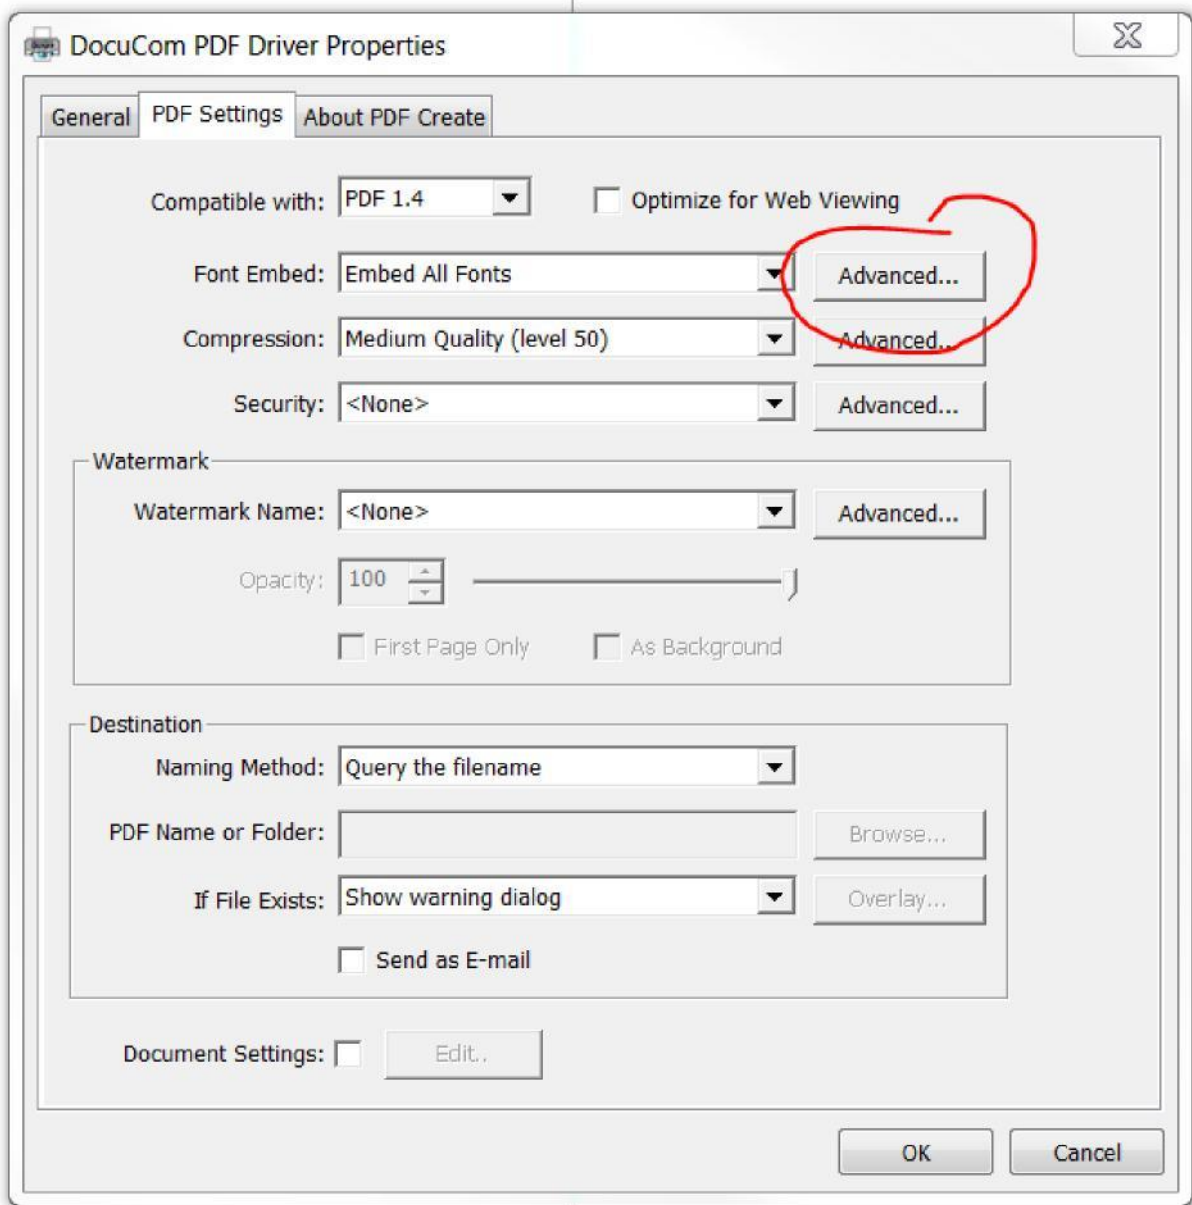 DocuCom PDF Driver Properties
General PDF Settings About PDF Create
Compatible with: PDF 1.4 Optimize for Web Viewing
Font Embed: Embed All Fonts Advanced...
Compression: Medium Quality (level 50) Advanced...
Security: <None> Advanced...
Watermark
Watermark Name: <None> Advanced...
Opacity: 100
First Page Only As Background
Destination
Naming Method: Query the filename
PDF Name or Folder: Browse...
If File Exists: Show warning dialog Overlay...
Send as E-mail
Document Settings: Edit..
OK Cancel